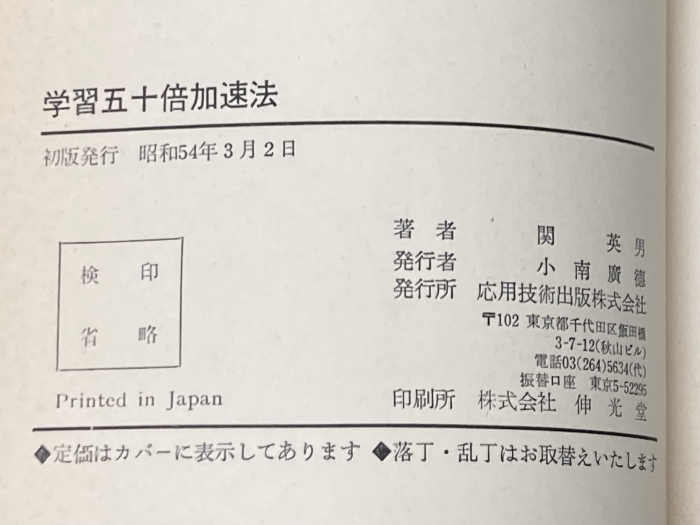 学習五十倍加速法
初版発行 昭和54年3月2日
検印
省略
Printed in Japan
著者 関英男
発行者 小南廣德
発行所 応用技術出版株式会社
〒102 東京都千代田区飯田橋
3-7-12(秋山ビル)
電話03(264)5634(代)
振替口座 東京5-52295
印刷所 株式会社 伸光堂
◆定価はカバーに表示してあります ◆落丁・乱丁はお取替えいたします